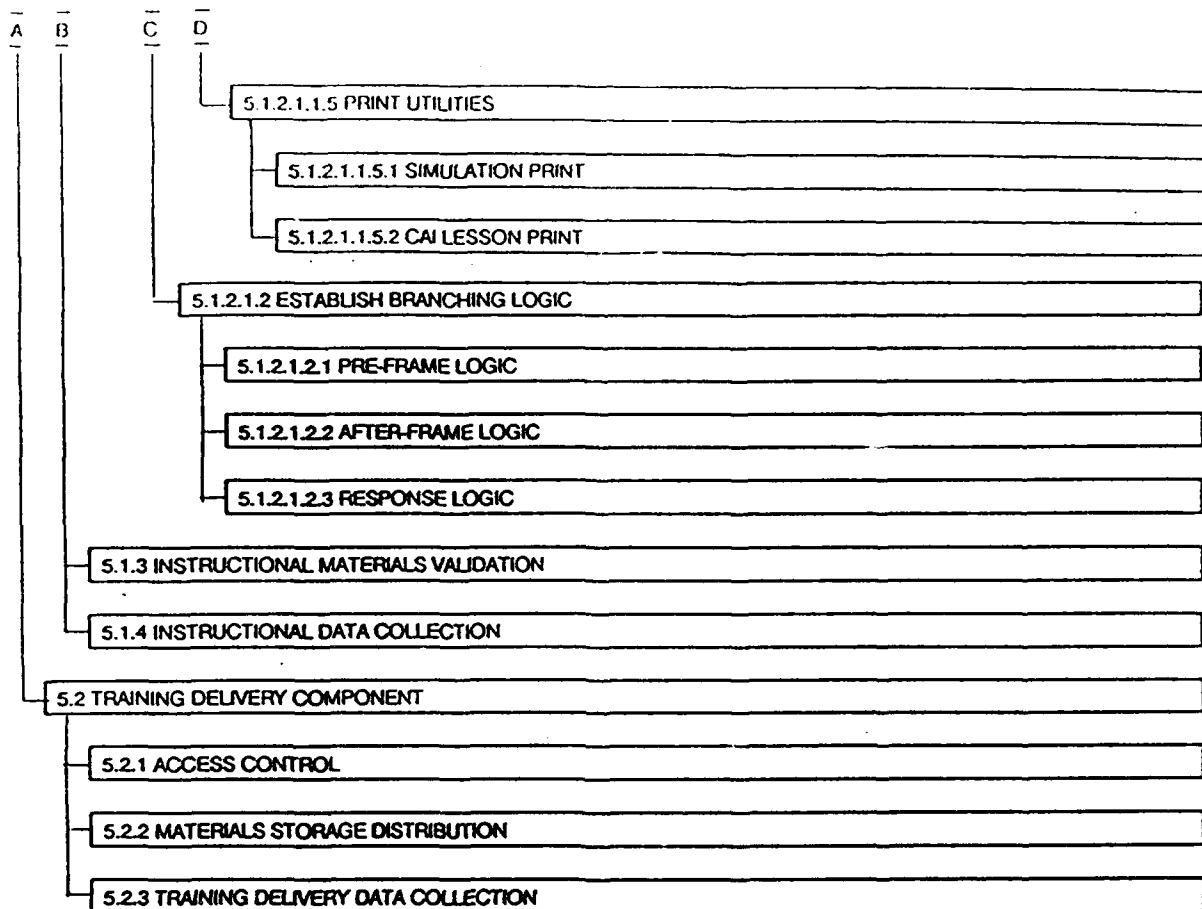 A B C D
5.1.2.1.1.5 PRINT UTILITIES
5.1.2.1.1.5.1 SIMULATION PRINT
5.1.2.1.1.5.2 CAI LESSON PRINT
5.1.2.1.2 ESTABLISH BRANCHING LOGIC
5.1.2.1.2.1 PRE-FRAME LOGIC
5.1.2.1.2.2 AFTER-FRAME LOGIC
5.1.2.1.2.3 RESPONSE LOGIC
5.1.3 INSTRUCTIONAL MATERIALS VALIDATION
5.1.4 INSTRUCTIONAL DATA COLLECTION
5.2 TRAINING DELIVERY COMPONENT
5.2.1 ACCESS CONTROL
5.2.2 MATERIALS STORAGE DISTRIBUTION
5.2.3 TRAINING DELIVERY DATA COLLECTION